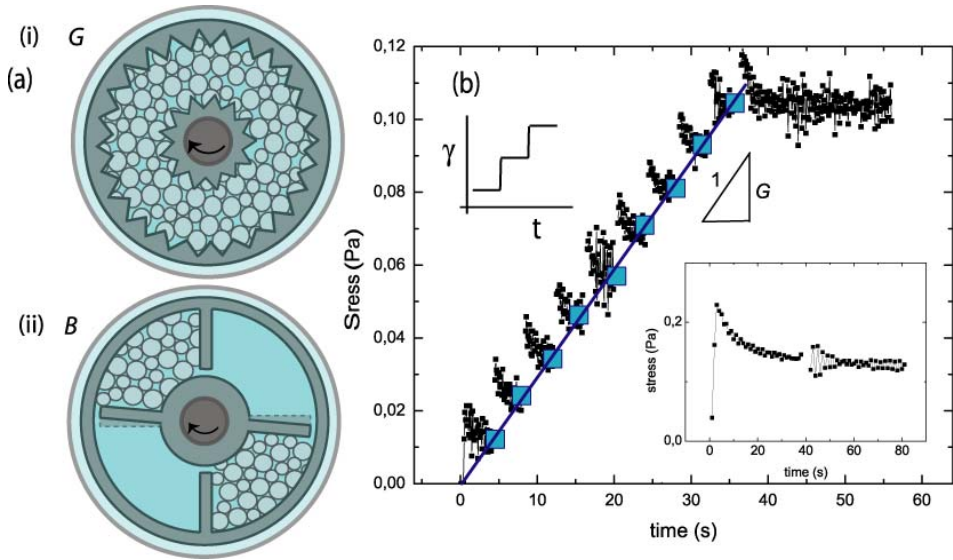 (i) G
(a)
(ii) B
(b)
Sress (Pa)
0,12
0,10
0,08
0,06
0,04
0,02
0,00
0 10 20 30 40 50 60
time (s)
γ
t
1
G
stress (Pa)
0,2
0,0
0 20 40 60 80
time (s)